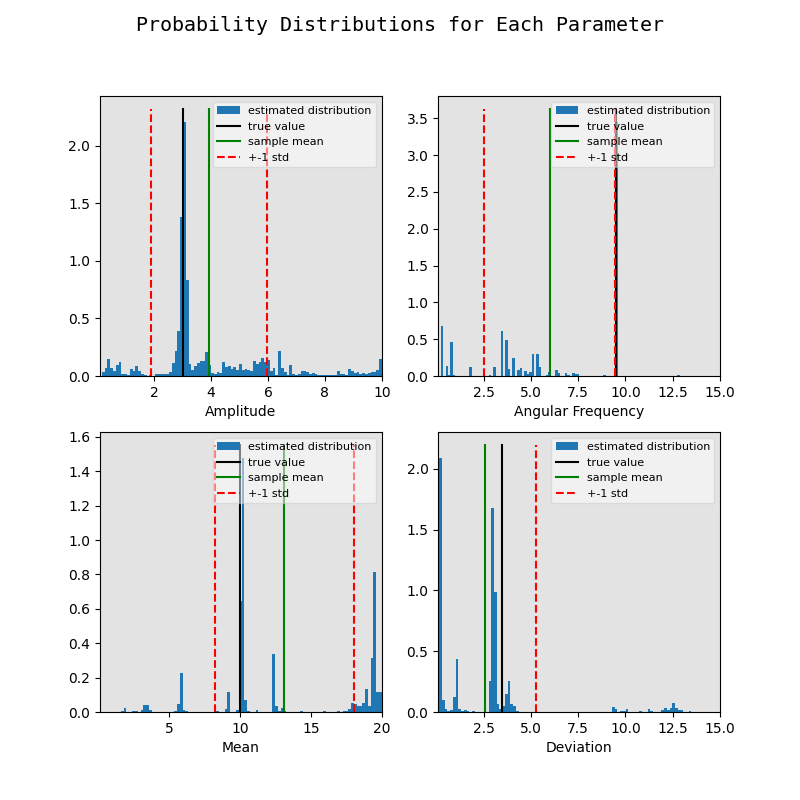 Probability Distributions for Each Parameter
estimated distribution
true value
sample mean
+-1 std
2.0
1.5
1.0
0.5
0.0
2
4
6
8
10
Amplitude
estimated distribution
true value
sample mean
+-1 std
3.5
3.0
2.5
2.0
1.5
1.0
0.5
0.0
2.5
5.0
7.5
10.0
12.5
15.0
Angular Frequency
estimated distribution
true value
sample mean
+-1 std
1.6
1.4
1.2
1.0
0.8
0.6
0.4
0.2
0.0
5
10
15
20
Mean
estimated distribution
true value
sample mean
+-1 std
2.0
1.5
1.0
0.5
0.0
2.5
5.0
7.5
10.0
12.5
15.0
Deviation